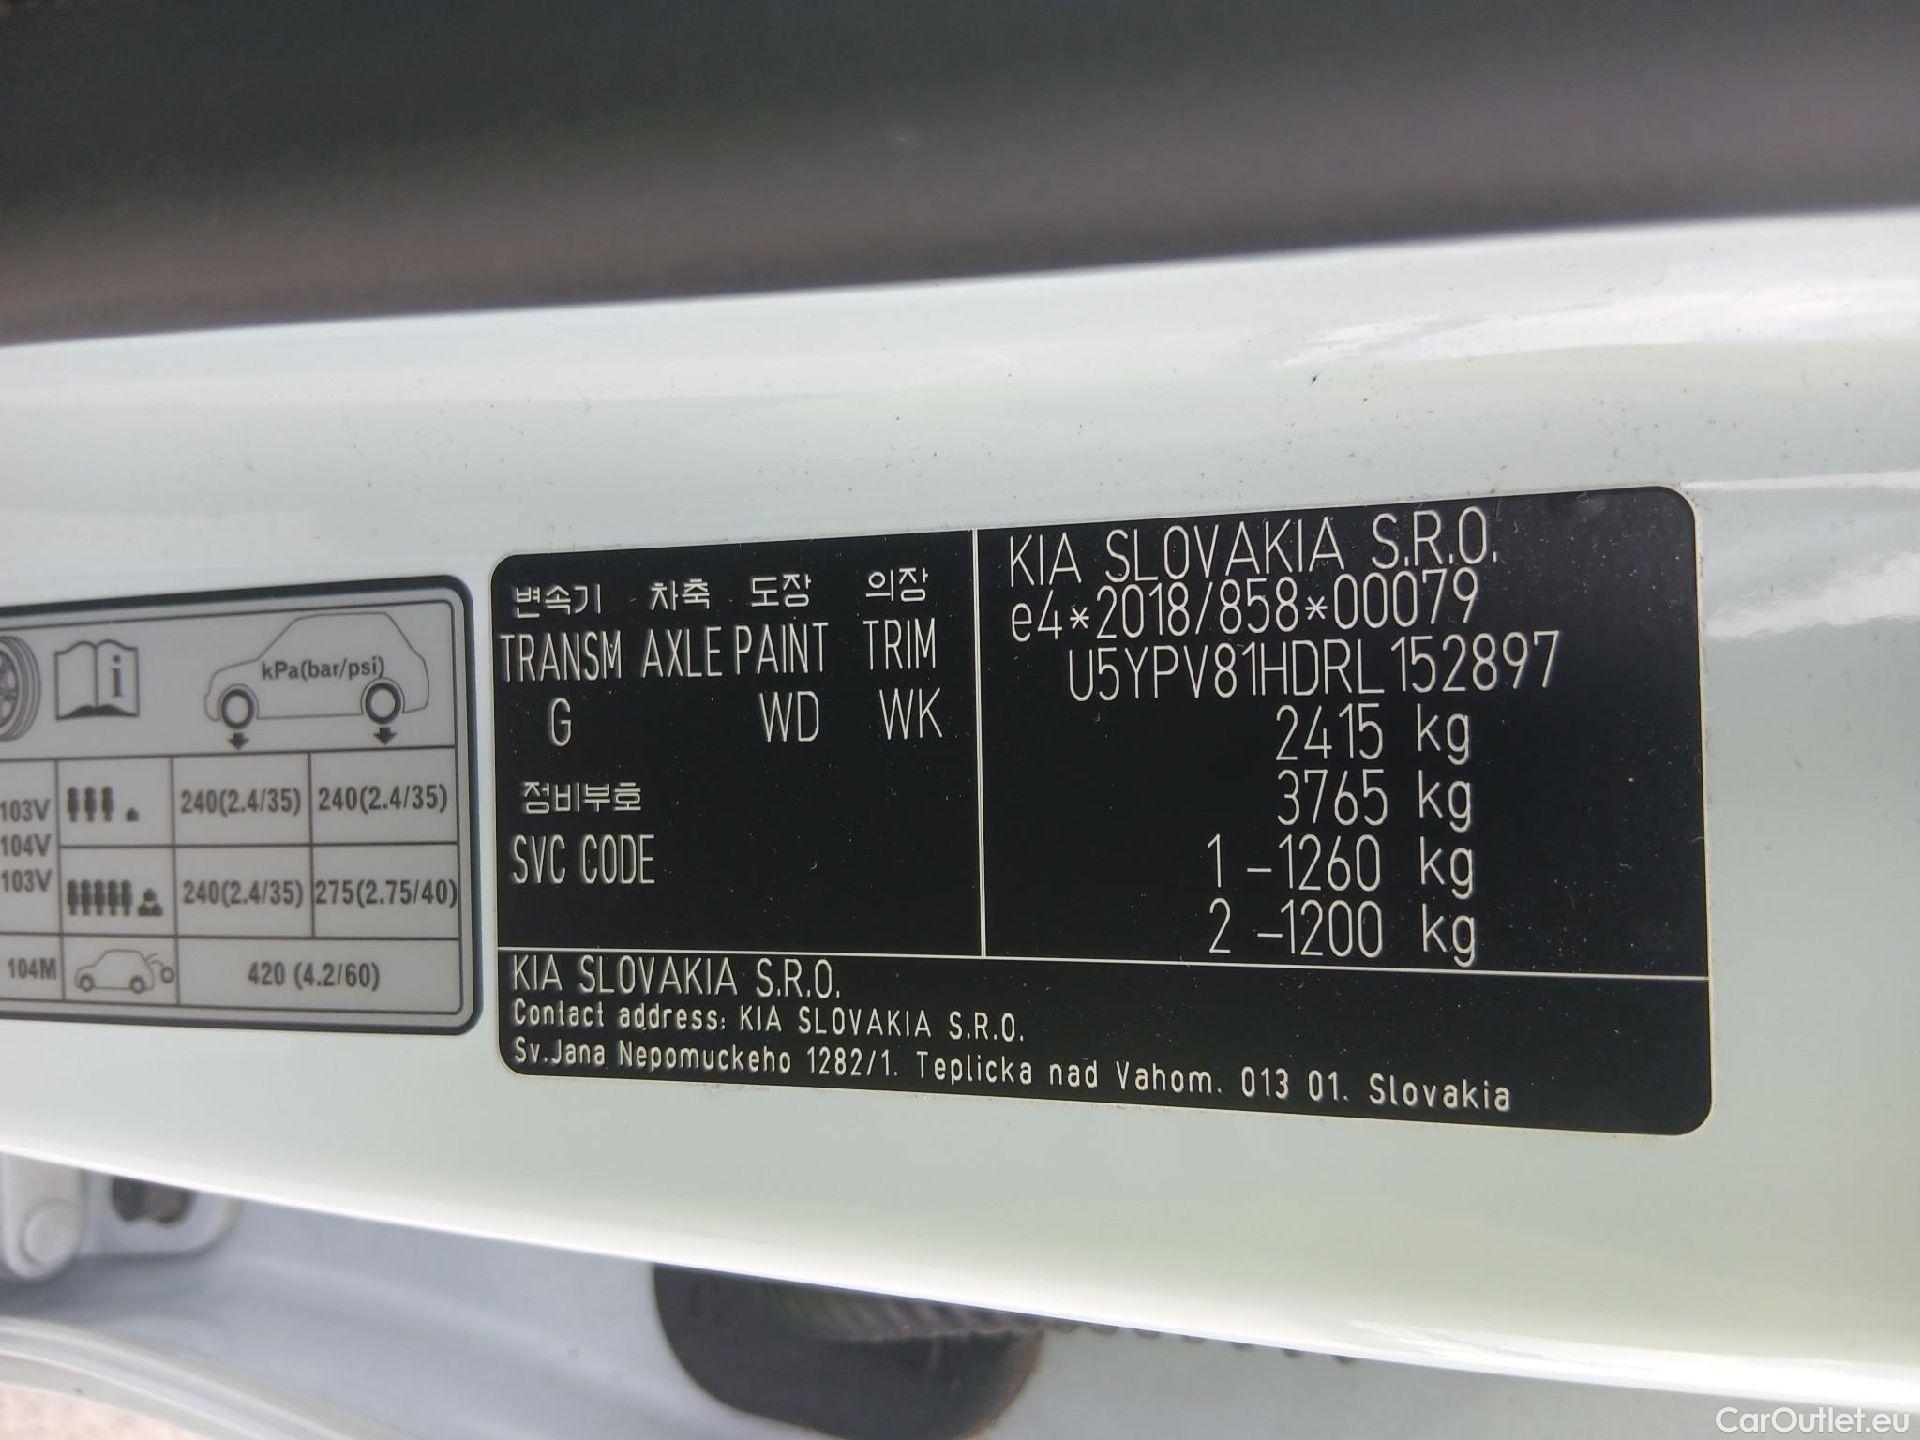 kPa(bar/psi)
103V
104V
103V
240(2.4/35) 240(2.4/35)
240(2.4/35) 275(2.75/40)
104M 420 (4.2/60)
변속기 차축 도장 의장
TRANSM AXLE PAINT TRIM
G WD WK
정비부호
SVC CODE
KIA SLOVAKIA S.R.O.
e4*2018/858*00079
U5YPV81HDRL152897
2415 kg
3765 kg
1 -1260 kg
2 -1200 kg
KIA SLOVAKIA S.R.O.
Contact address: KIA SLOVAKIA S.R.O.
Sv.Jana Nepomuckeho 1282/1. Teplicka nad Vahom. 013 01. Slovakia
CarOutlet.eu